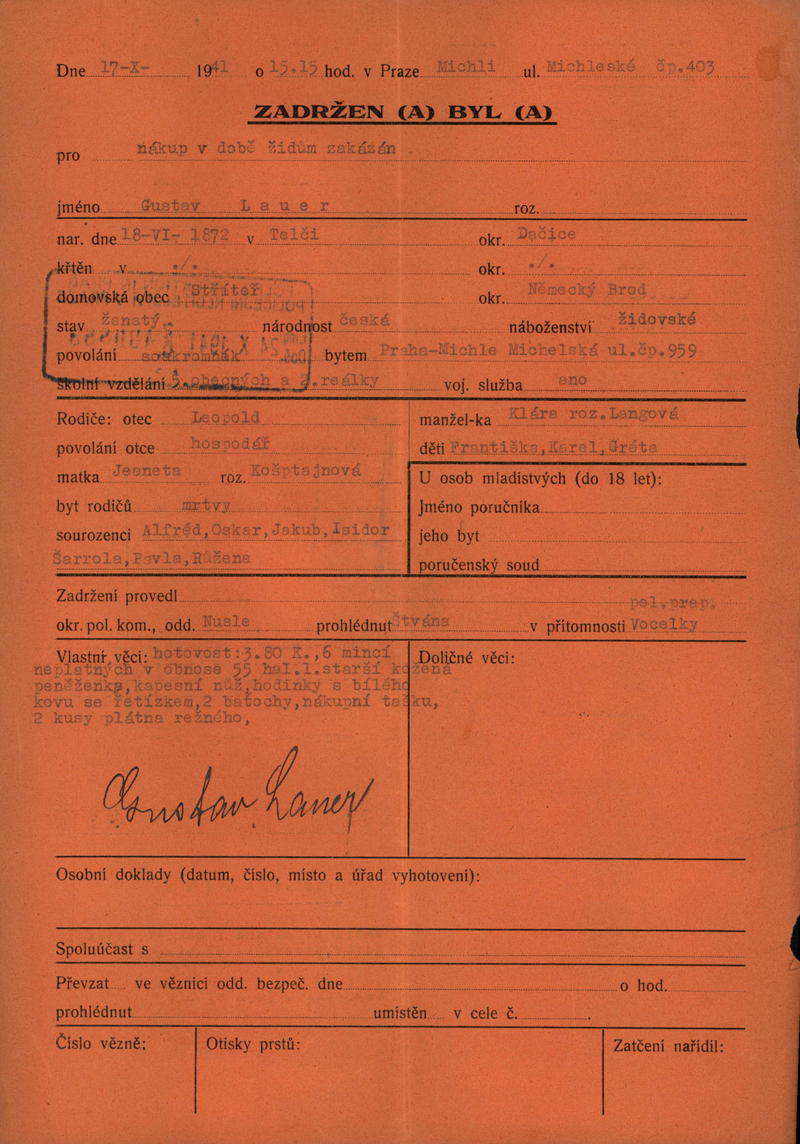 Dne 17-X- 1941 o 15.15 hod. v Praze Michli ul. Michleské čp.403
ZADRŽEN (A) BYL (A)
pro nákup v době židům zakázán .
jméno Gustav Lauer roz.
nar. dne 18-VI- 1872 v Telči okr. Dačice
křtěn v -/- okr. -/-
domovská obec Střítež okr. Německý Brod
stav ženatý, národnost česká náboženství židovské
povolání soukromník bytem Praha-Michle Michelská ul.čp.959
školní vzdělání 5 obecných a 3.reálky voj. služba ano
Rodiče: otec Leopold
povolání otce hospodář
matka Jeaneta roz. Košptajnová
byt rodičů mrtvy
sourozenci Alfréd,Oskar,Jakub,Isidor
Šarrola,Pavla,Růžena
manžel-ka Klára roz.Langová
děti Františka,Karel,Gréta
U osob mladistvých (do 18 let):
Jméno poručníka
jeho byt
poručenský soud
Zadržení provedl pol.prap.
okr. pol. kom., odd. Nusle prohlédnut Štváns v přítomnosti Vocelky
Vlastní věci: hotovost:3.80 K.,6 mincí
neplatných v obnose 55 hal.1.starší kožená
peněženka,kapesní nůž,hodinky s bílého
kovu se řetízkem,2 batochy,nákupní tašku,
2 kusy plátna režného,
Doličné věci:
Gustav Lauer
Osobní doklady (datum, číslo, místo a úřad vyhotovení):
Spoluúčast s
Převzat ve věznici odd. bezpeč. dne o hod.
prohlédnut umístěn v cele č. .
Číslo vězně: Otisky prstů: Zatčení nařídil: